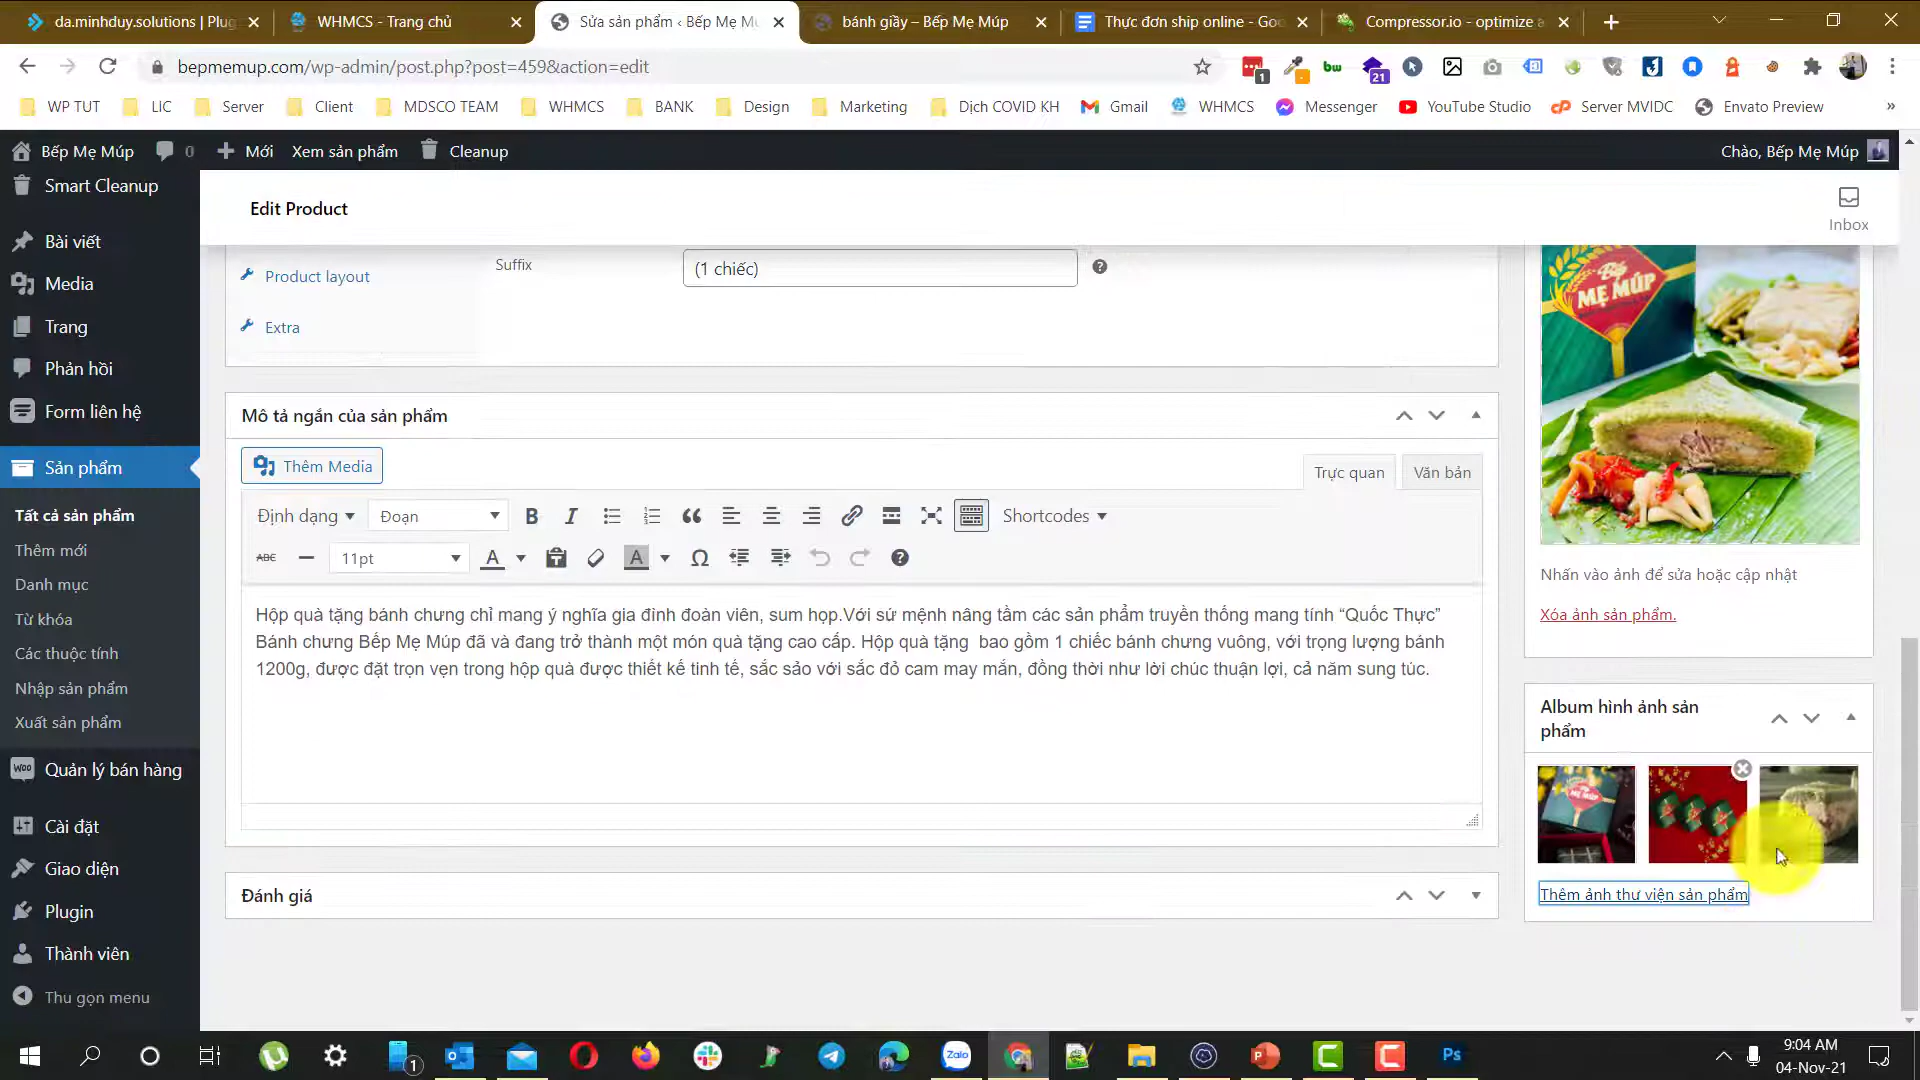 da.minhduy.solutions | Plug
WHMCS - Trang chủ
Sửa sản phẩm ‹ Bếp Mẹ Mu
bánh giầy – Bếp Mẹ Múp
Thực đơn ship online - Goo
Compressor.io - optimize a
bepmemup.com/wp-admin/post.php?post=459&action=edit
1
bw
21
WP TUT
LIC
Server
Client
MDSCO TEAM
WHMCS
BANK
Design
Marketing
Dịch COVID KH
Gmail
WHMCS
Messenger
YouTube Studio
Server MVIDC
Envato Preview
»
Bếp Mẹ Múp
0
Mới
Xem sản phẩm
Cleanup
Chào, Bếp Mẹ Múp
Smart Cleanup
Bài viết
Media
Trang
Phản hồi
Form liên hệ
Sản phẩm
Tất cả sản phẩm
Thêm mới
Danh mục
Từ khóa
Các thuộc tính
Nhập sản phẩm
Xuất sản phẩm
Quản lý bán hàng
Cài đặt
Giao diện
Plugin
Thành viên
Thu gọn menu
Edit Product
Inbox
Product layout
Extra
Suffix
(1 chiếc)
Mô tả ngắn của sản phẩm
Thêm Media
Trực quan
Văn bản
Định dạng
Đoạn
Shortcodes
ABC
11pt
Hộp quà tặng bánh chưng chỉ mang ý nghĩa gia đình đoàn viên, sum họp.Với sứ mệnh nâng tầm các sản phẩm truyền thống mang tính “Quốc Thực”
Bánh chưng Bếp Mẹ Múp đã và đang trở thành một món quà tặng cao cấp. Hộp quà tặng  bao gồm 1 chiếc bánh chưng vuông, với trọng lượng bánh
1200g, được đặt trọn vẹn trong hộp quà được thiết kế tinh tế, sắc sảo với sắc đỏ cam may mắn, đồng thời như lời chúc thuận lợi, cả năm sung túc.
Đánh giá
Bếp
MẸ MÚP
Nhấn vào ảnh để sửa hoặc cập nhật
Xóa ảnh sản phẩm.
Album hình ảnh sản
phẩm
MẸ MÚP
Thêm ảnh thư viện sản phẩm
1
Zalo
Ps
9:04 AM
04-Nov-21